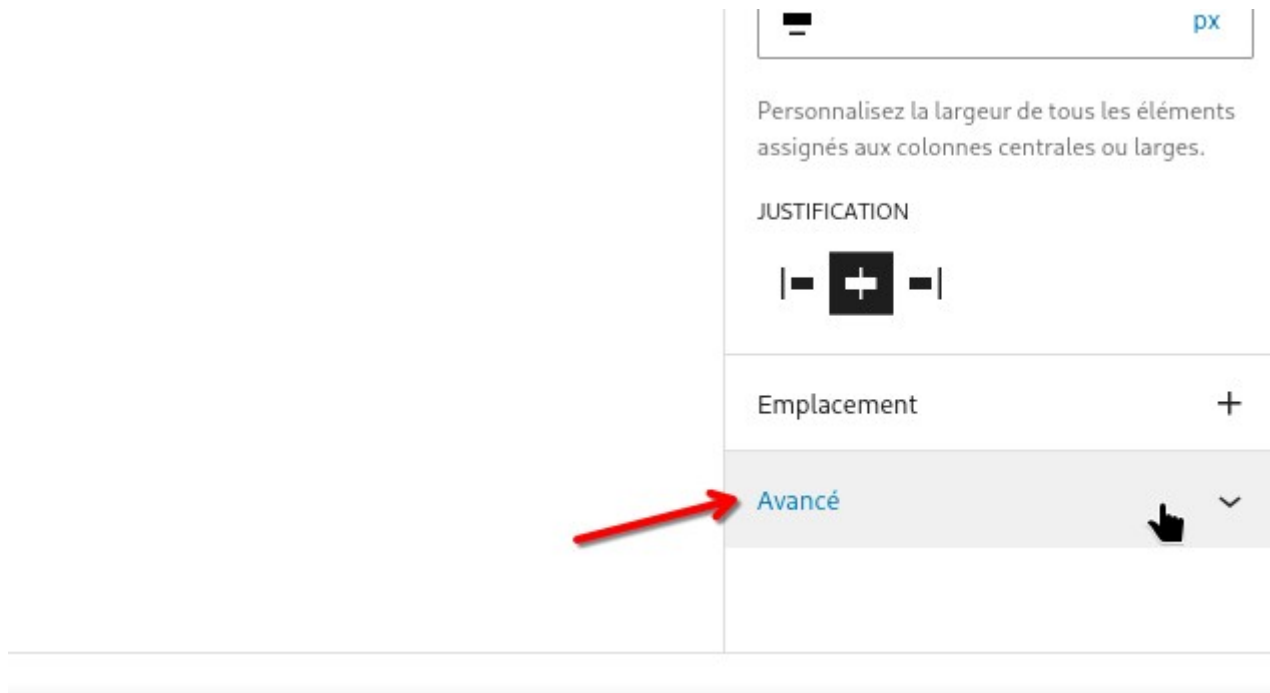 px
Personnalisez la largeur de tous les éléments
assignés aux colonnes centrales ou larges.
JUSTIFICATION
Emplacement
Avancé